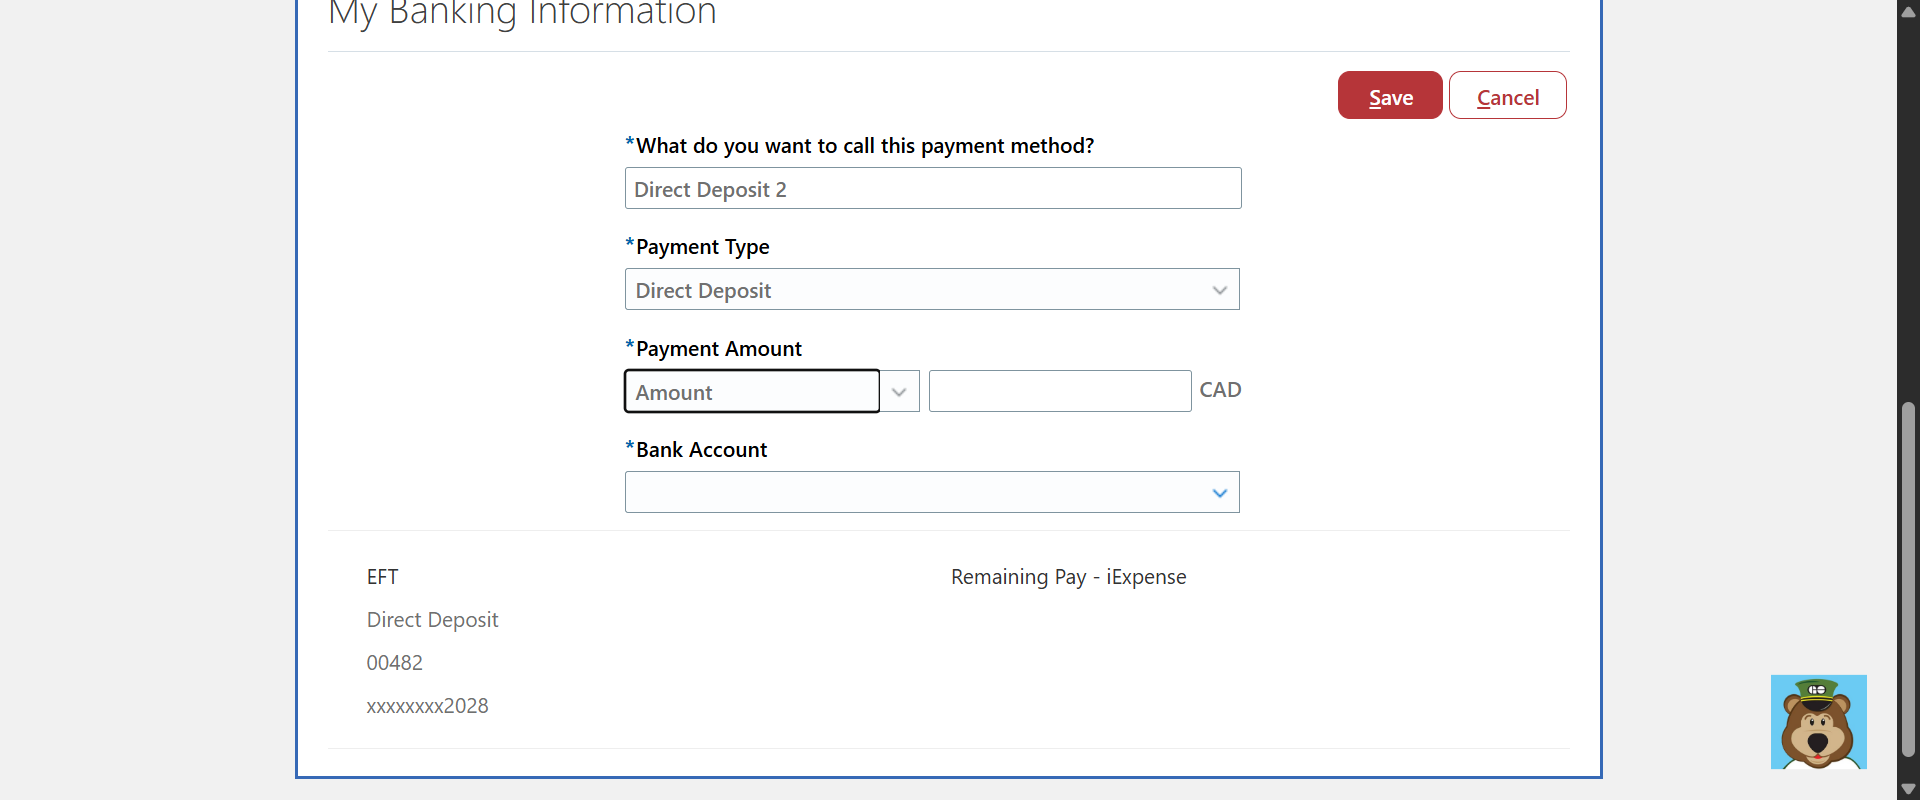 My Banking Information
Save Cancel
*What do you want to call this payment method?
Direct Deposit 2
*Payment Type
Direct Deposit
*Payment Amount
Amount CAD
*Bank Account
EFT Remaining Pay - iExpense
Direct Deposit
00482
xxxxxxxx2028
GO